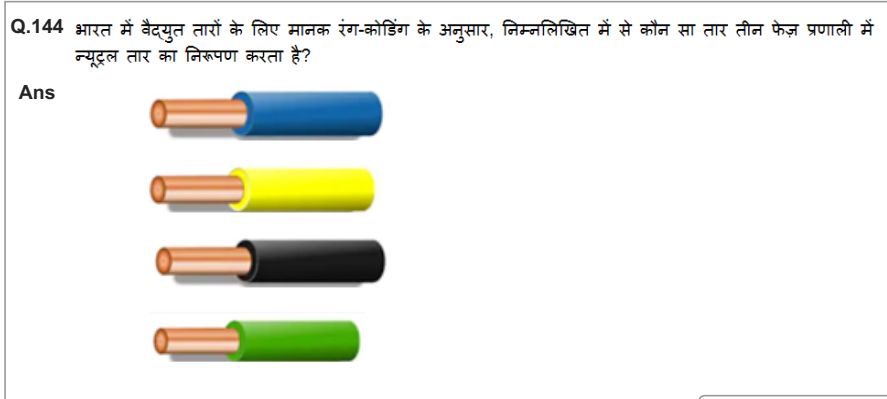 Q.144 भारत में वैद्युत तारों के लिए मानक रंग-कोडिंग के अनुसार, निम्नलिखित में से कौन सा तार तीन फेज़ प्रणाली में
न्यूट्रल तार का निरूपण करता है?
Ans